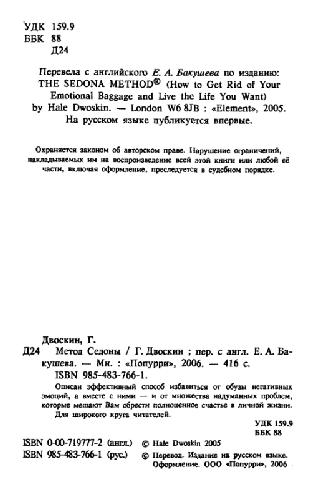 УДК 159.9
ББК 88
Д24
Перевела с английского Е. А. Бакушева по изданию:
THE SEDONA METHOD® (How to Get Rid of Your
Emotional Baggage and Live the Life You Want)
by Hale Dwoskin. — London W6 8JB : «Element», 2005.
На русском языке публикуется впервые.
Охраняется законом об авторском праве. Нарушение ограничений,
накладываемых им на воспроизведение всей этой книги или любой её
части, включая оформление, преследуется в судебном порядке.
Двоскин, Г.
Д24 Метод Седоны / Г. Двоскин ; пер. с англ. Е. А. Ба-
кушева. — Мн. : «Попурри», 2006. — 416 с.
ISBN 985-483-766-1.
Описан эффективный способ избавиться от обузы негативных
эмоций, а вместе с ними — и от множества надуманных проблем,
которые мешают Вам обрести полноценное счастье в личной жизни.
Для широкого круга читателей.
УДК 159.9
ББК 88
ISBN 0-00-719777-2 (англ.) © Hale Dwoskin 2005
ISBN 985-483-766-1 (рус.) © Перевод. Издание на русском языке.
Оформление. ООО «Попурри», 2006